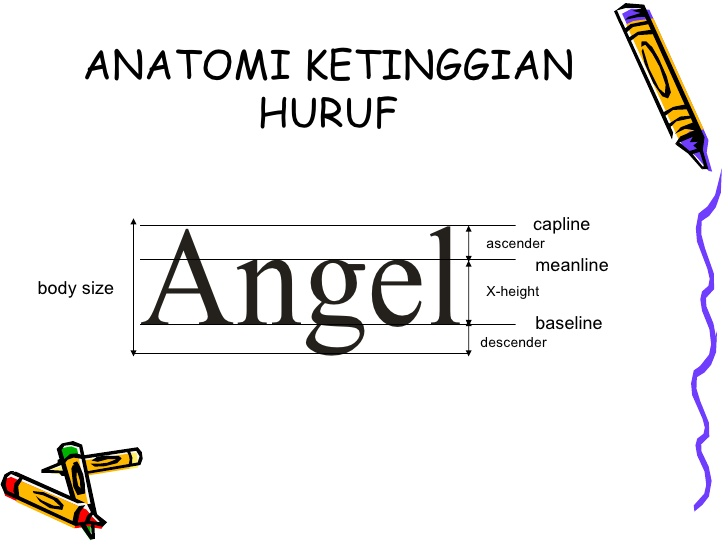 ANATOMI KETINGGIAN
HURUF
capline
ascender
meanline
body size
Angel
X-height
baseline
descender